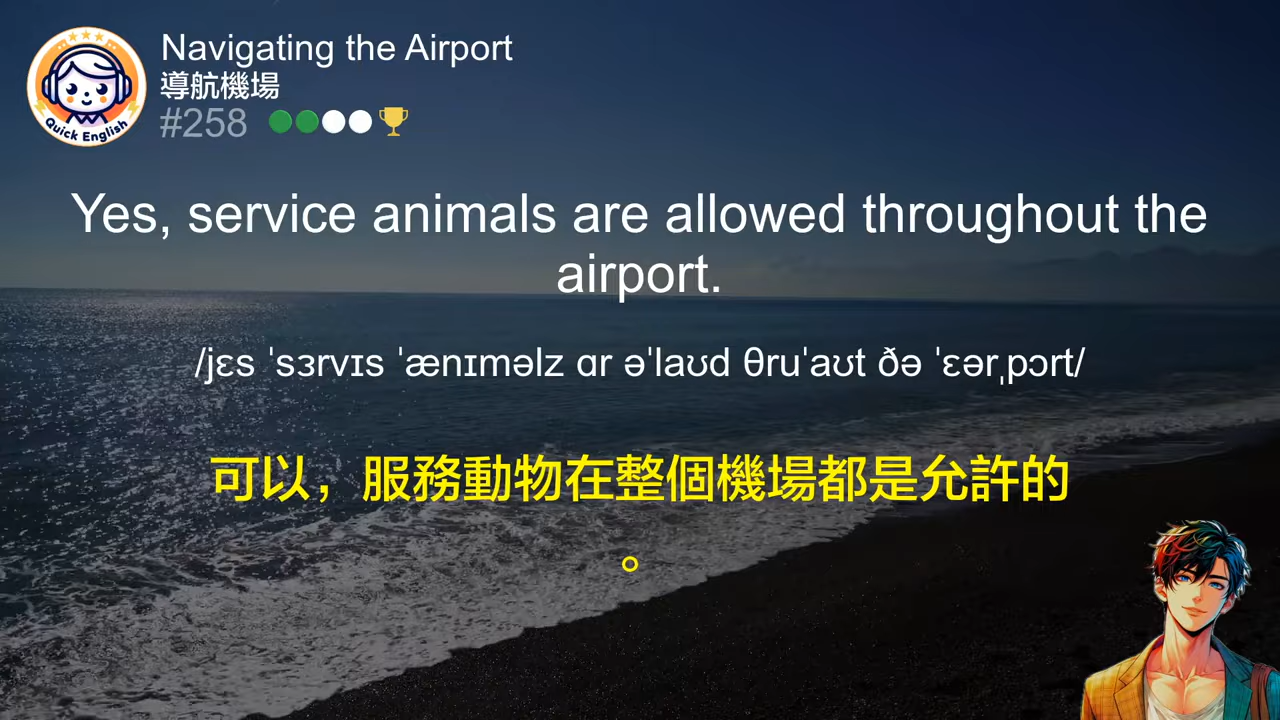 Quick English
Navigating the Airport
導航機場
#258
Yes, service animals are allowed throughout the
airport.
/jɛs ˈsɜrvɪs ˈænɪməlz ɑr əˈlaʊd θruˈaʊt ðə ˈɛərˌpɔrt/
可以，服務動物在整個機場都是允許的
。